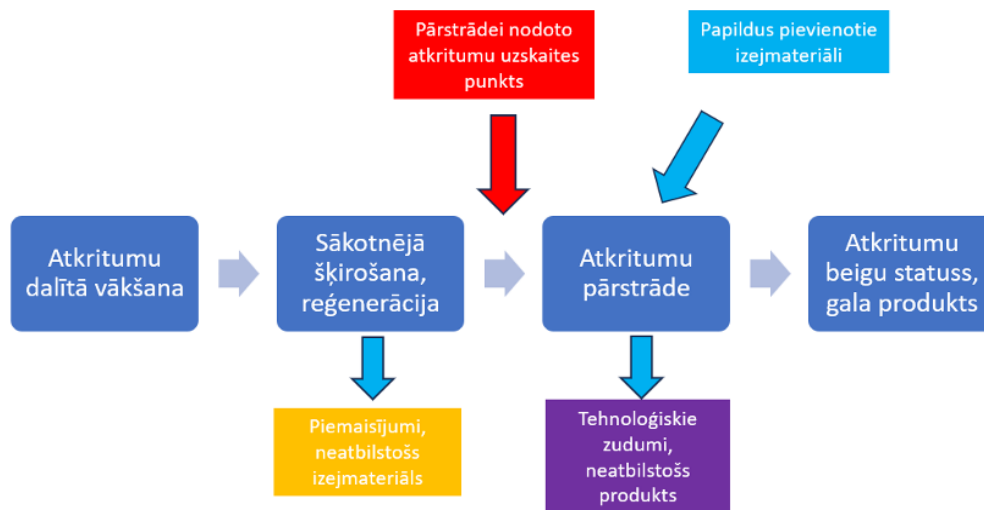 Pārstrādei nodoto
atkritumu uzskaites
punkts
Papildus pievienotie
izejmateriāli
Atkritumu
dalītā vākšana
Sākotnējā
šķirošana,
reģenerācija
Atkritumu
pārstrāde
Atkritumu
beigu statuss,
gala produkts
Piemaisījumi,
neatbilstošs
izejmateriāls
Tehnoloģiskie
zudumi,
neatbilstošs
produkts